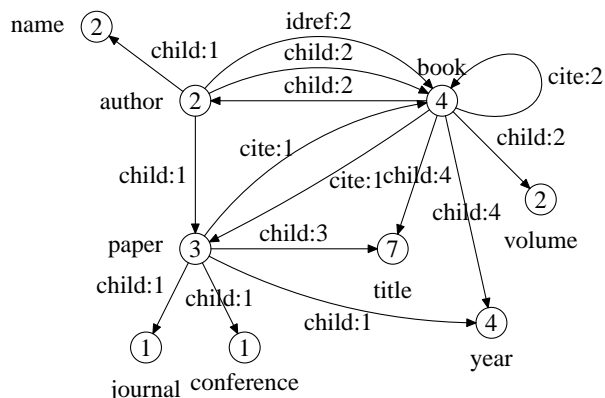 name
2
idref:2
child:1
child:2
book
cite:2
author
2
child:2
4
child:2
child:1
cite:1
cite:1
child:4
2
child:4
volume
paper
3
child:3
7
child:1
child:1
title
child:1
4
1
1
year
journal
conference